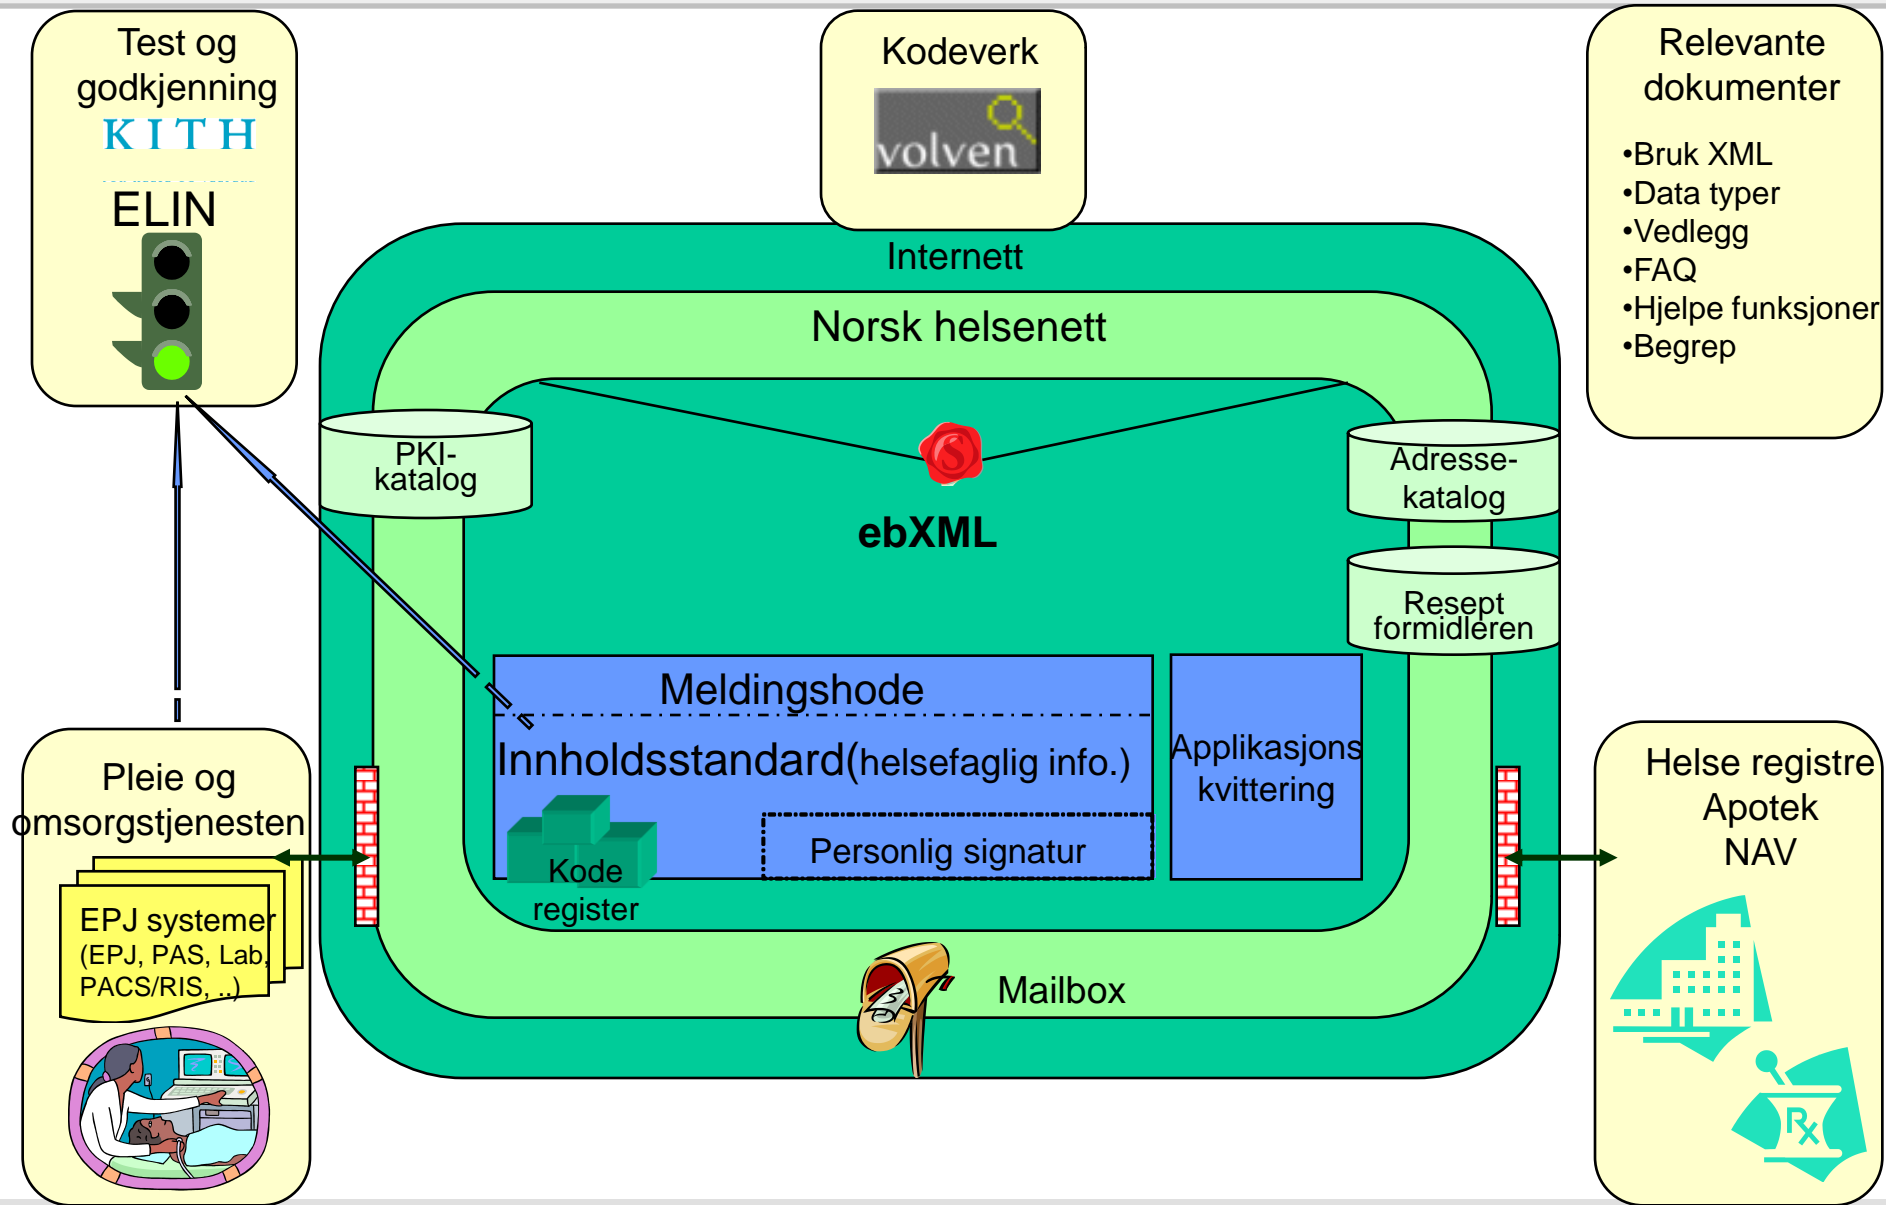 Test og
godkjenning
KITH
ELIN
Kodeverk
volven
Relevante
dokumenter
•Bruk XML
•Data typer
•Vedlegg
•FAQ
•Hjelpe funksjoner
•Begrep
Internett
Norsk helsenett
PKI-
katalog
S
ebXML
Adresse-
katalog
Resept
formidleren
Meldingshode
Innholdsstandard(helsefaglig info.)
Kode
register
Personlig signatur
Applikasjons
kvittering
Mailbox
Pleie og
omsorgstjenesten
EPJ systemer
(EPJ, PAS, Lab,
PACS/RIS, ..)
Helse registre
Apotek
NAV
Rx